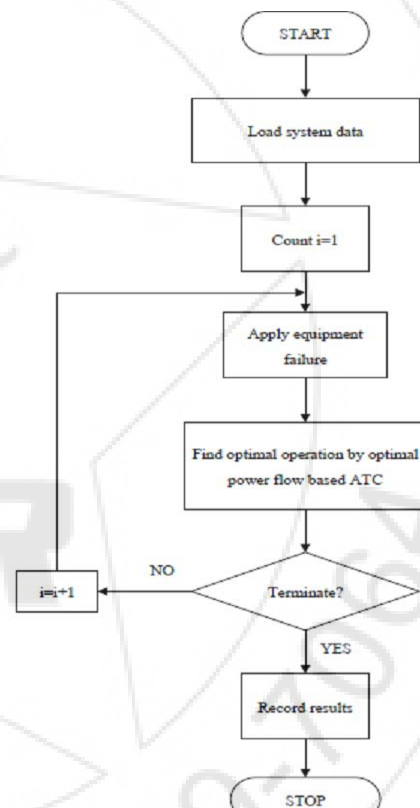 START
Load system data
Count i=1
Apply equipment
failure
Find optimal operation by optimal
power flow based ATC
Terminate?
NO
i=i+1
YES
Record results
STOP